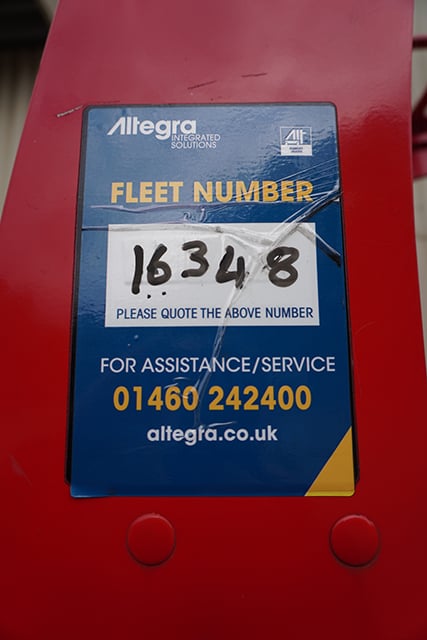 Altegra
INTEGRATED
SOLUTIONS
FLEET NUMBER
16348
PLEASE QUOTE THE ABOVE NUMBER
FOR ASSISTANCE/SERVICE
01460 242400
altegra.co.uk